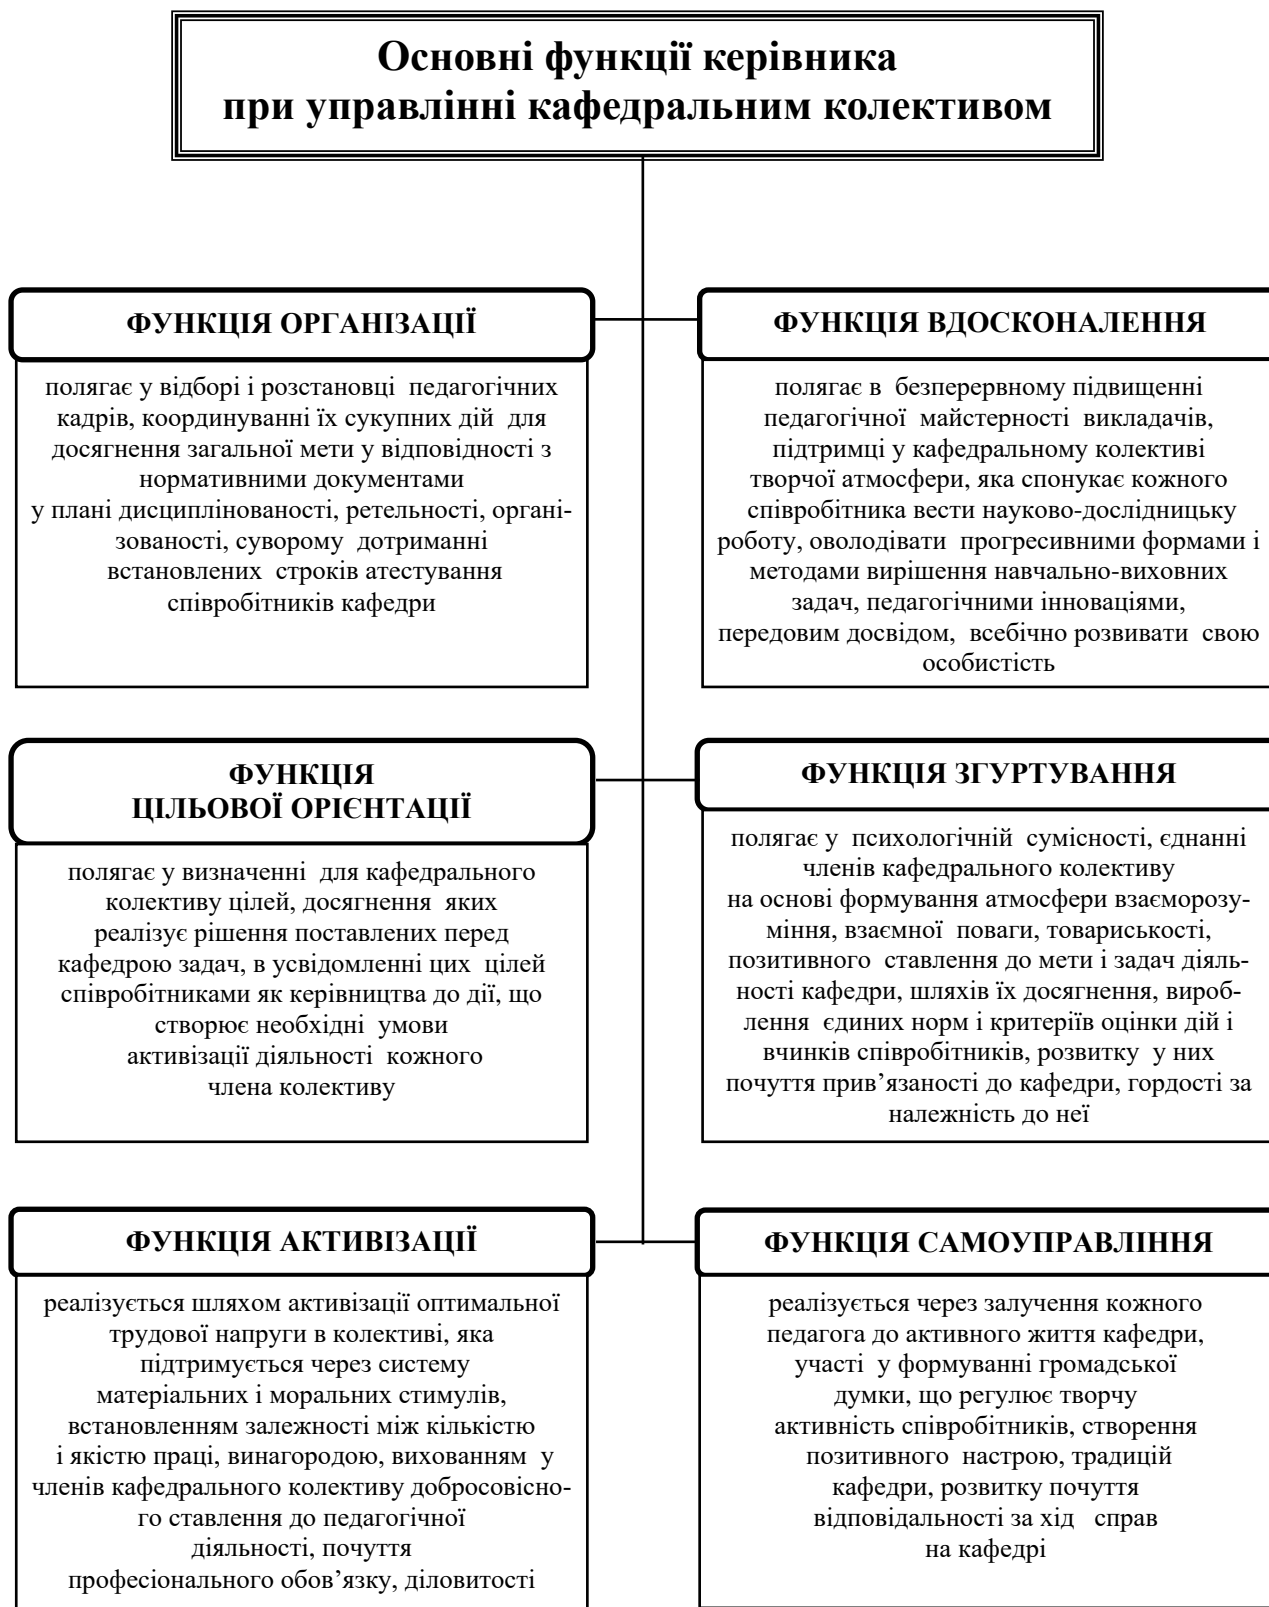 Основні функції керівника
при управлінні кафедральним колективом
ФУНКЦІЯ ОРГАНІЗАЦІЇ
полягає у відборі і розстановці педагогічних
кадрів, координуванні їх сукупних дій для
досягнення загальної мети у відповідності з
нормативними документами
у плані дисциплінованості, ретельності, органі-
зованості, суворому дотриманні
встановлених строків атестування
співробітників кафедри
ФУНКЦІЯ ВДОСКОНАЛЕННЯ
полягає в безперервному підвищенні
педагогічної майстерності викладачів,
підтримці у кафедральному колективі
творчої атмосфери, яка спонукає кожного
співробітника вести науково-дослідницьку
роботу, оволодівати прогресивними формами і
методами вирішення навчально-виховних
задач, педагогічними інноваціями,
передовим досвідом, всебічно розвивати свою
особистість
ФУНКЦІЯ
ЦІЛЬОВОЇ ОРІЄНТАЦІЇ
полягає у визначенні для кафедрального
колективу цілей, досягнення яких
реалізує рішення поставлених перед
кафедрою задач, в усвідомленні цих цілей
співробітниками як керівництва до дії, що
створює необхідні умови
активізації діяльності кожного
члена колективу
ФУНКЦІЯ ЗГУРТУВАННЯ
полягає у психологічній сумісності, єднанні
членів кафедрального колективу
на основі формування атмосфери взаєморозу-
міння, взаємної поваги, товариськості,
позитивного ставлення до мети і задач діяль-
ності кафедри, шляхів їх досягнення, вироб-
лення єдиних норм і критеріїв оцінки дій і
вчинків співробітників, розвитку у них
почуття прив’язаності до кафедри, гордості за
належність до неї
ФУНКЦІЯ АКТИВІЗАЦІЇ
реалізується шляхом активізації оптимальної
трудової напруги в колективі, яка
підтримується через систему
матеріальних і моральних стимулів,
встановленням залежності між кількістю
і якістю праці, винагородою, вихованням у
членів кафедрального колективу добросовісно-
го ставлення до педагогічної
діяльності, почуття
професіонального обов’язку, діловитості
ФУНКЦІЯ САМОУПРАВЛІННЯ
реалізується через залучення кожного
педагога до активного життя кафедри,
участі у формуванні громадської
думки, що регулює творчу
активність співробітників, створення
позитивного настрою, традицій
кафедри, розвитку почуття
відповідальності за хід справ
на кафедрі